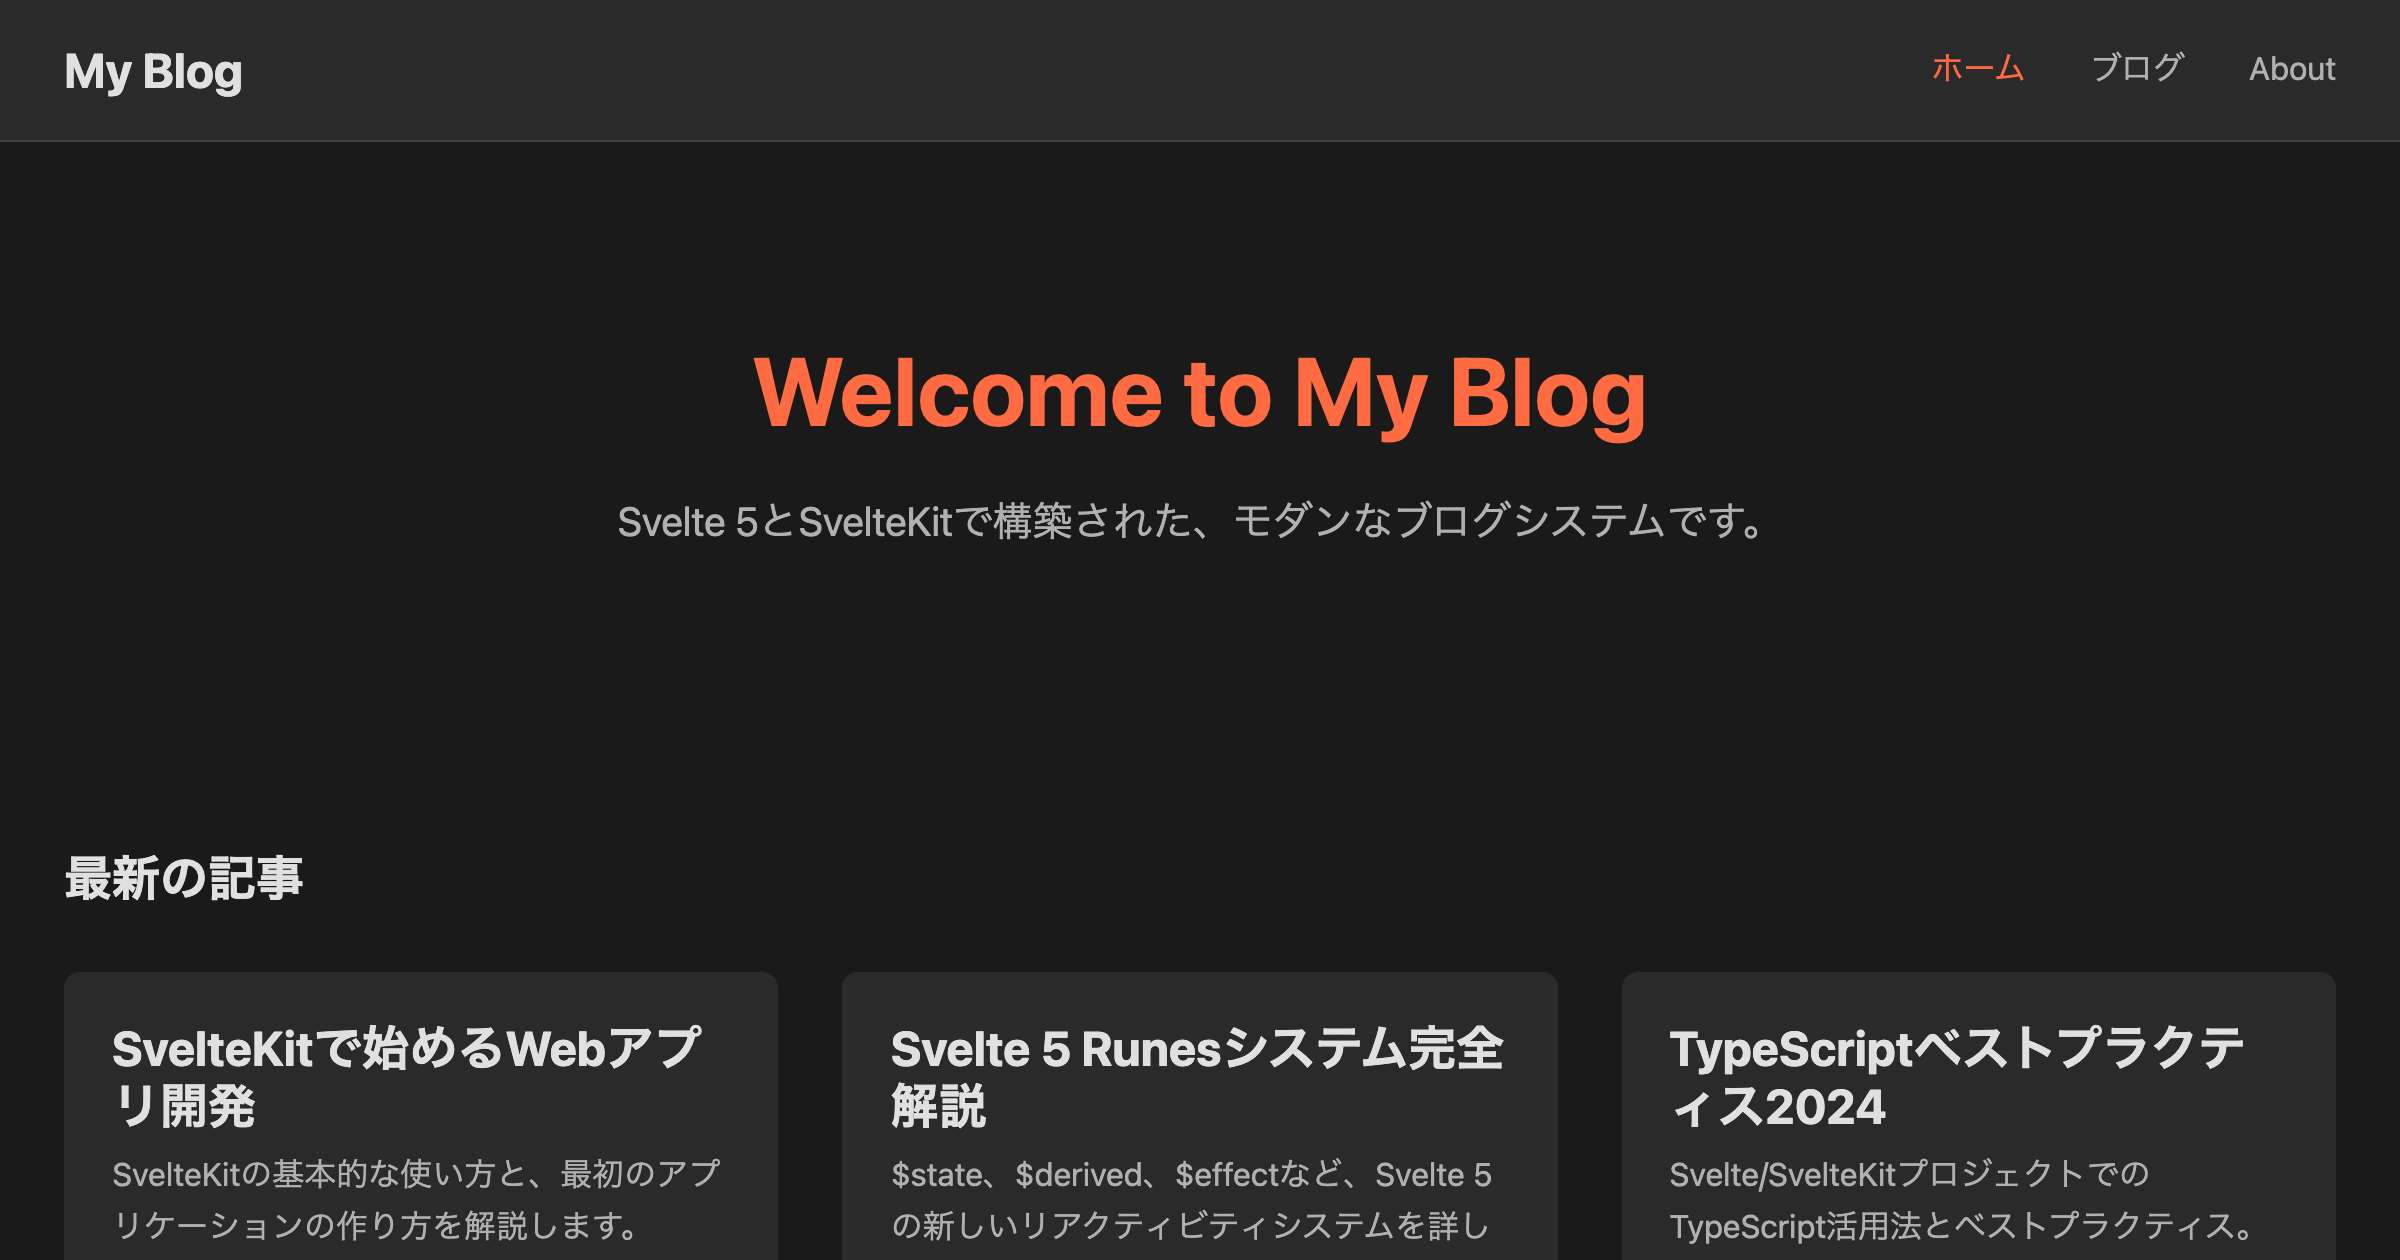 My Blog
ホーム
ブログ
About
Welcome to My Blog
Svelte 5とSvelteKitで構築された、モダンなブログシステムです。
最新の記事
SvelteKitで始めるWebアプ
リ開発
SvelteKitの基本的な使い方と、最初のアプ
リケーションの作り方を解説します。
Svelte 5 Runesシステム完全
解説
$state、$derived、$effectなど、Svelte 5
の新しいリアクティビティシステムを詳し
TypeScriptベストプラクテ
ィス2024
Svelte/SvelteKitプロジェクトでの
TypeScript活用法とベストプラクティス。